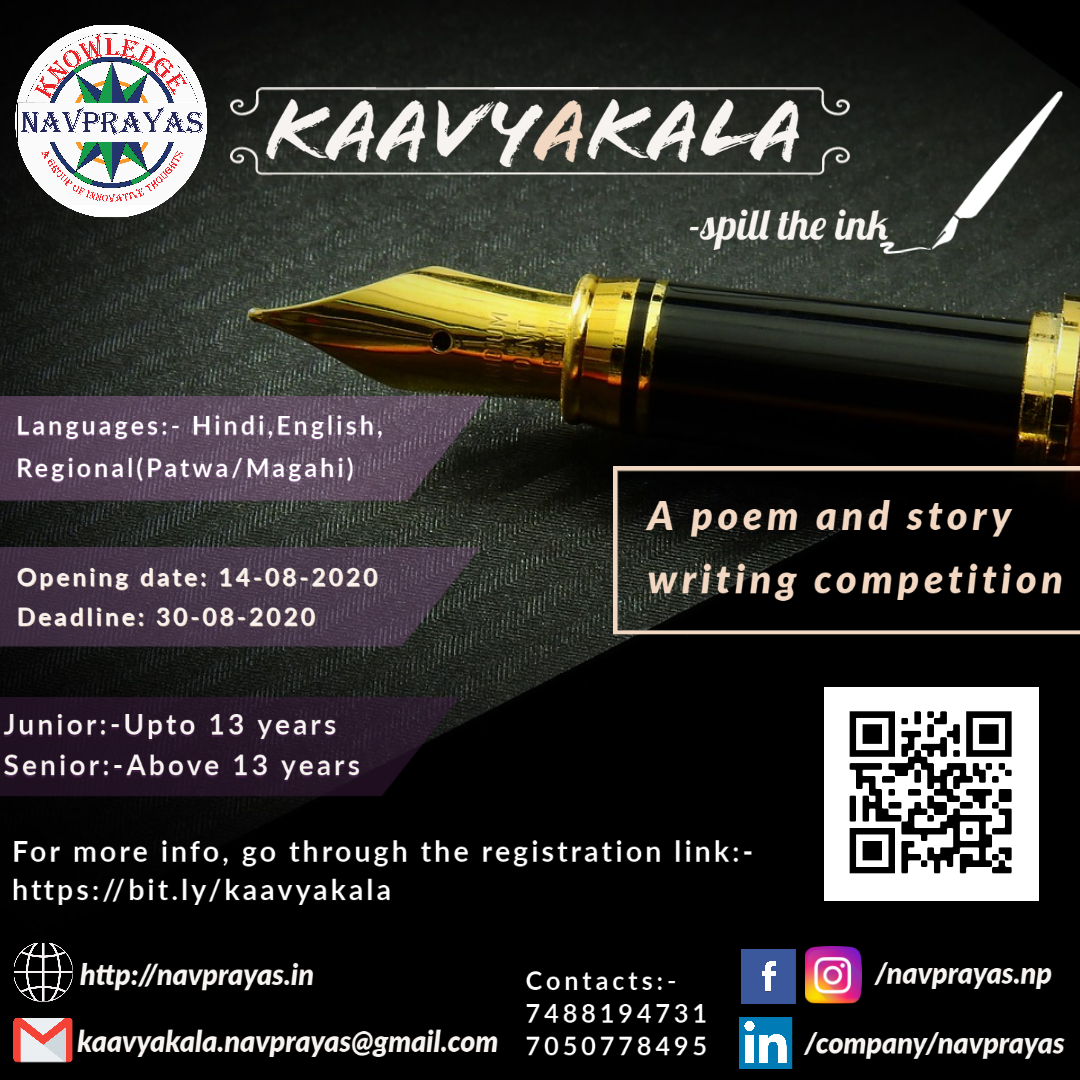 KNOWLEDGE
NAVPRAYAS
A GROUP OF INNOVATIVE THOUGHTS
KAAVYAKALA
-spill the ink
Languages:- Hindi,English,
Regional(Patwa/Magahi)
A poem and story
writing competition
Opening date: 14-08-2020
Deadline: 30-08-2020
Junior:-Upto 13 years
Senior:-Above 13 years
For more info, go through the registration link:-
https://bit.ly/kaavyakala
http://navprayas.in
kaavyakala.navprayas@gmail.com
Contacts:-
7488194731
7050778495
f
/navprayas.np
in
/company/navprayas